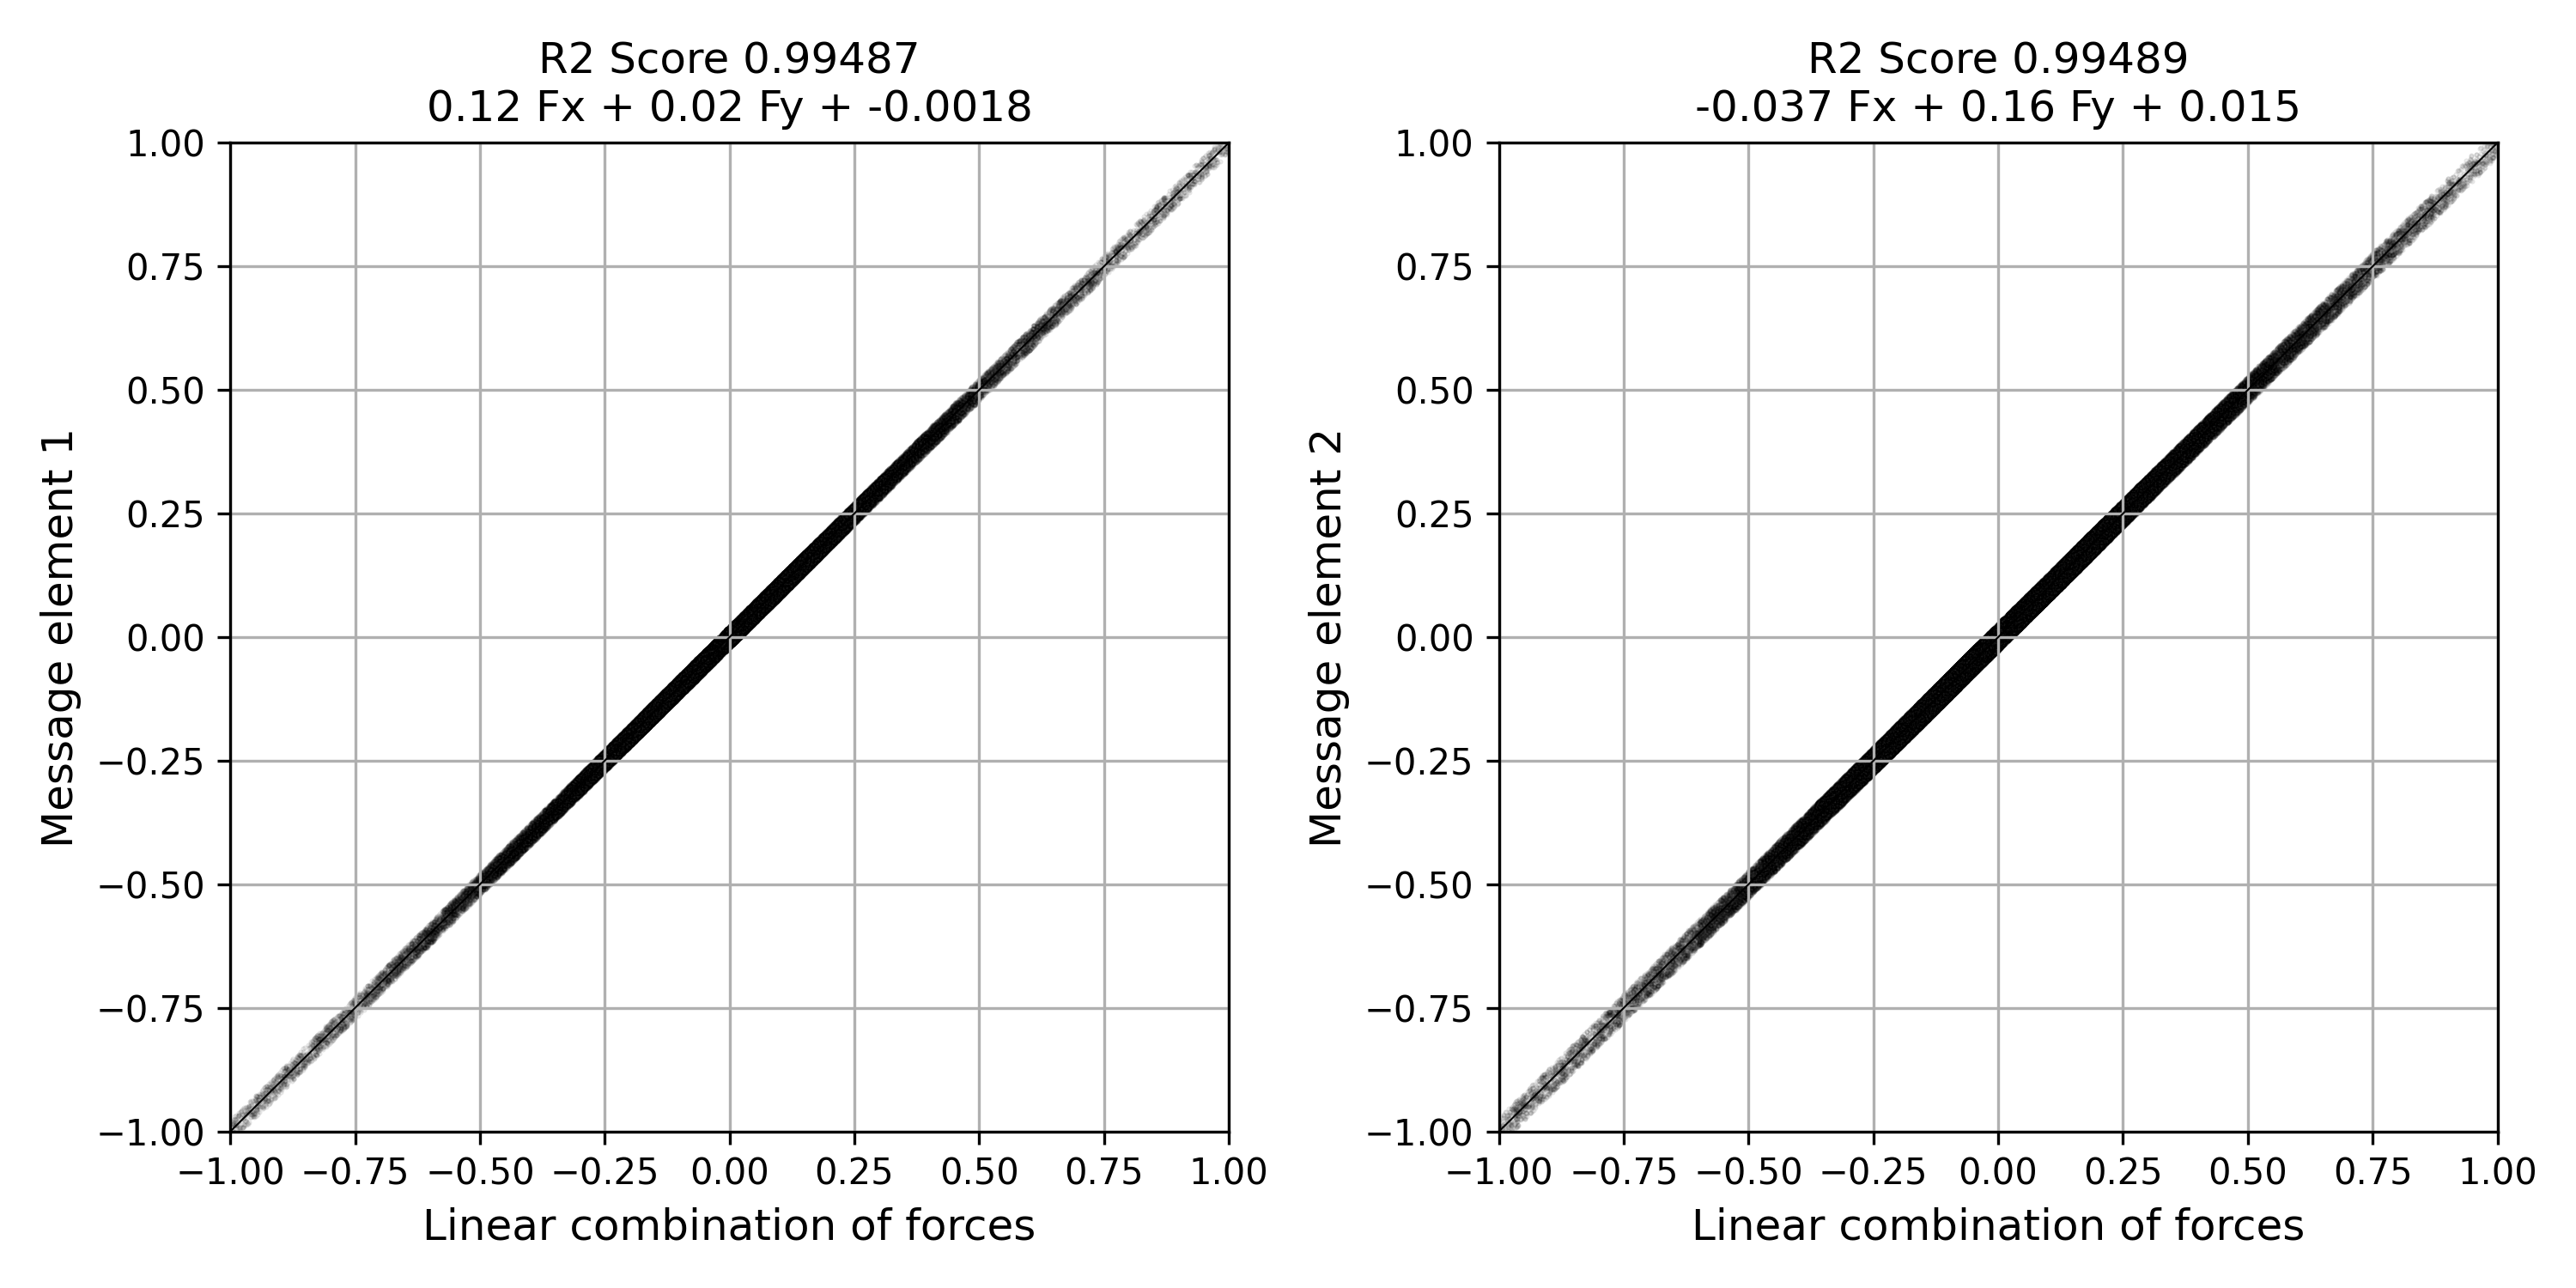 R2 Score 0.99487
0.12 Fx + 0.02 Fy + -0.0018
1.00
0.75
0.50
0.25
0.00
−0.25
−0.50
−0.75
−1.00
Message element 1
−1.00 −0.75 −0.50 −0.25 0.00 0.25 0.50 0.75 1.00
Linear combination of forces
R2 Score 0.99489
-0.037 Fx + 0.16 Fy + 0.015
1.00
0.75
0.50
0.25
0.00
−0.25
−0.50
−0.75
−1.00
Message element 2
−1.00 −0.75 −0.50 −0.25 0.00 0.25 0.50 0.75 1.00
Linear combination of forces